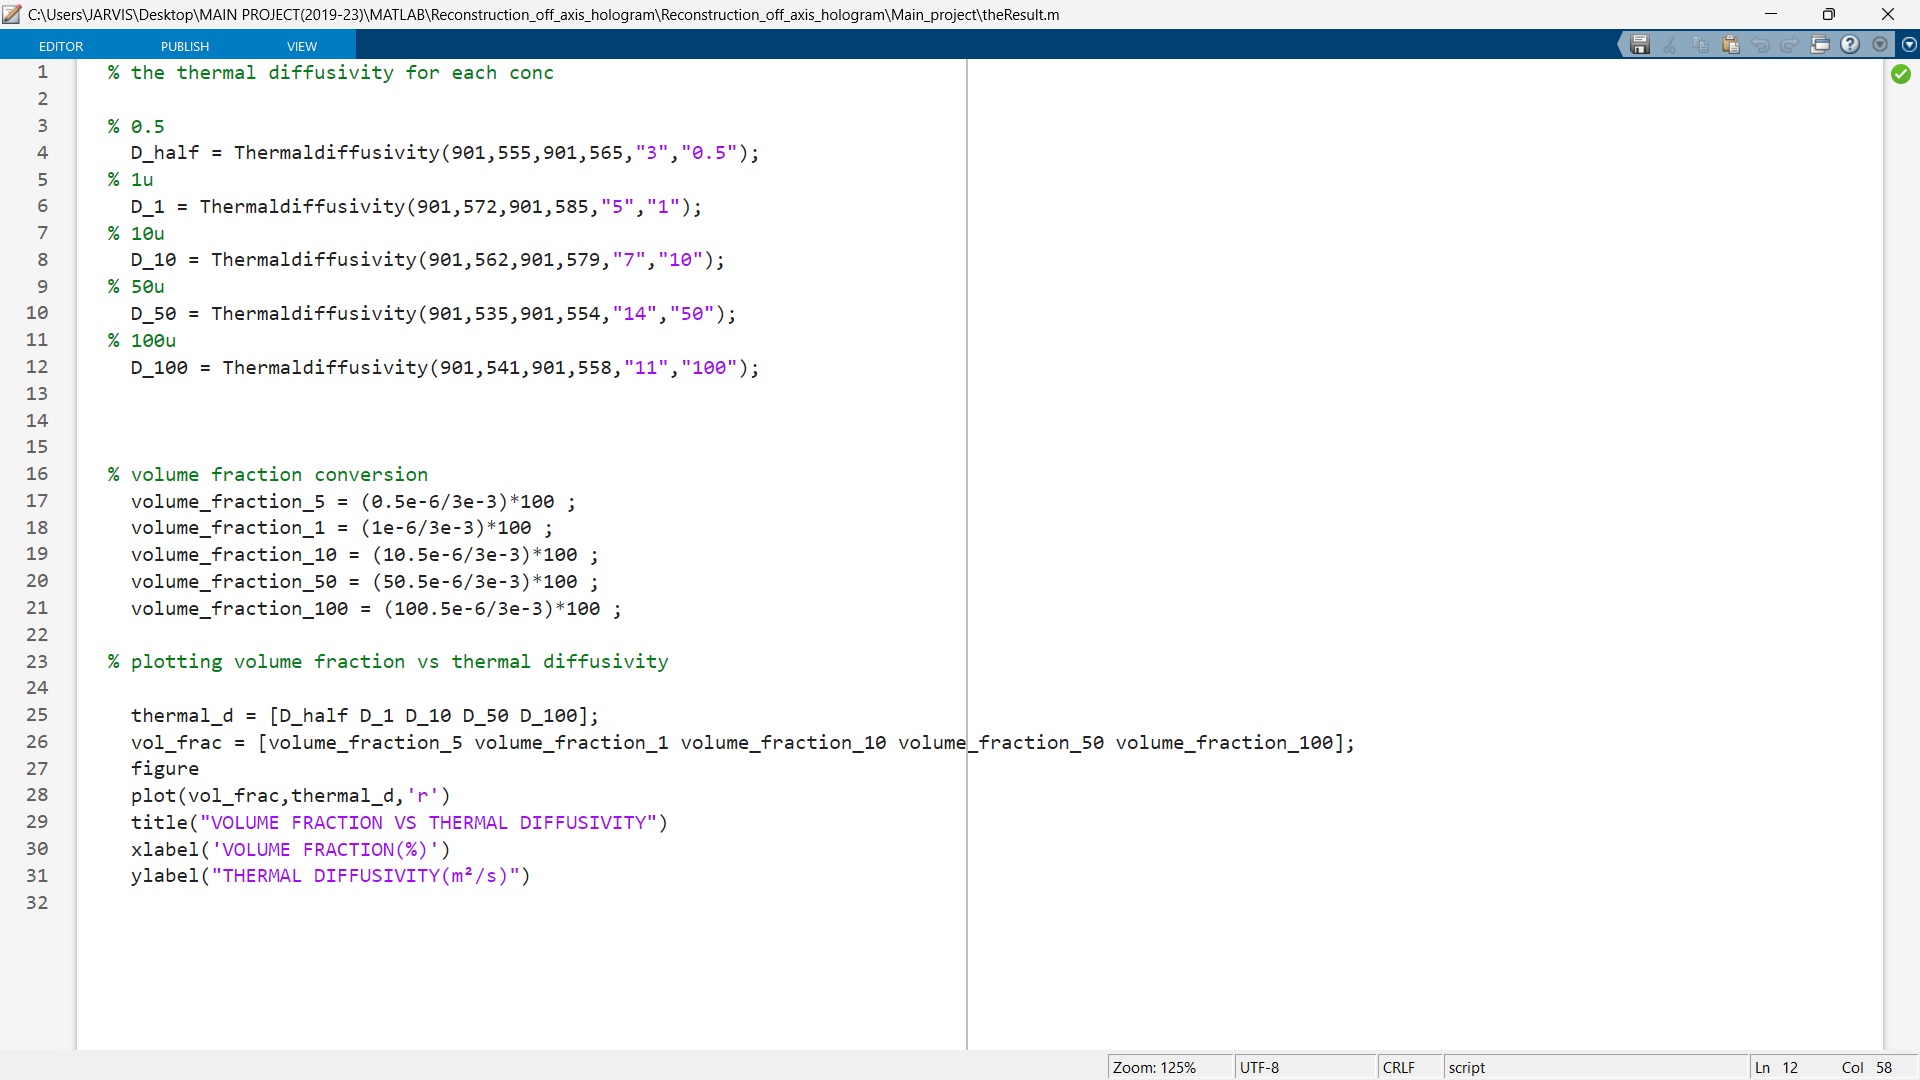 C:\Users\JARVIS\Desktop\MAIN PROJECT(2019-23)\MATLAB\Reconstruction_off_axis_hologram\Reconstruction_off_axis_hologram\Main_project\theResult.m
EDITOR PUBLISH VIEW
1 % the thermal diffusivity for each conc
2
3 % 0.5
4 D_half = Thermaldiffusivity(901,555,901,565,"3","0.5");
5 % 1u
6 D_1 = Thermaldiffusivity(901,572,901,585,"5","1");
7 % 10u
8 D_10 = Thermaldiffusivity(901,562,901,579,"7","10");
9 % 50u
10 D_50 = Thermaldiffusivity(901,535,901,554,"14","50");
11 % 100u
12 D_100 = Thermaldiffusivity(901,541,901,558,"11","100");
13
14
15
16 % volume fraction conversion
17 volume_fraction_5 = (0.5e-6/3e-3)*100 ;
18 volume_fraction_1 = (1e-6/3e-3)*100 ;
19 volume_fraction_10 = (10.5e-6/3e-3)*100 ;
20 volume_fraction_50 = (50.5e-6/3e-3)*100 ;
21 volume_fraction_100 = (100.5e-6/3e-3)*100 ;
22
23 % plotting volume fraction vs thermal diffusivity
24
25 thermal_d = [D_half D_1 D_10 D_50 D_100];
26 vol_frac = [volume_fraction_5 volume_fraction_1 volume_fraction_10 volume_fraction_50 volume_fraction_100];
27 figure
28 plot(vol_frac,thermal_d,'r')
29 title("VOLUME FRACTION VS THERMAL DIFFUSIVITY")
30 xlabel('VOLUME FRACTION(%)')
31 ylabel("THERMAL DIFFUSIVITY(m²/s)")
32
Zoom: 125% UTF-8 CRLF script Ln 12 Col 58